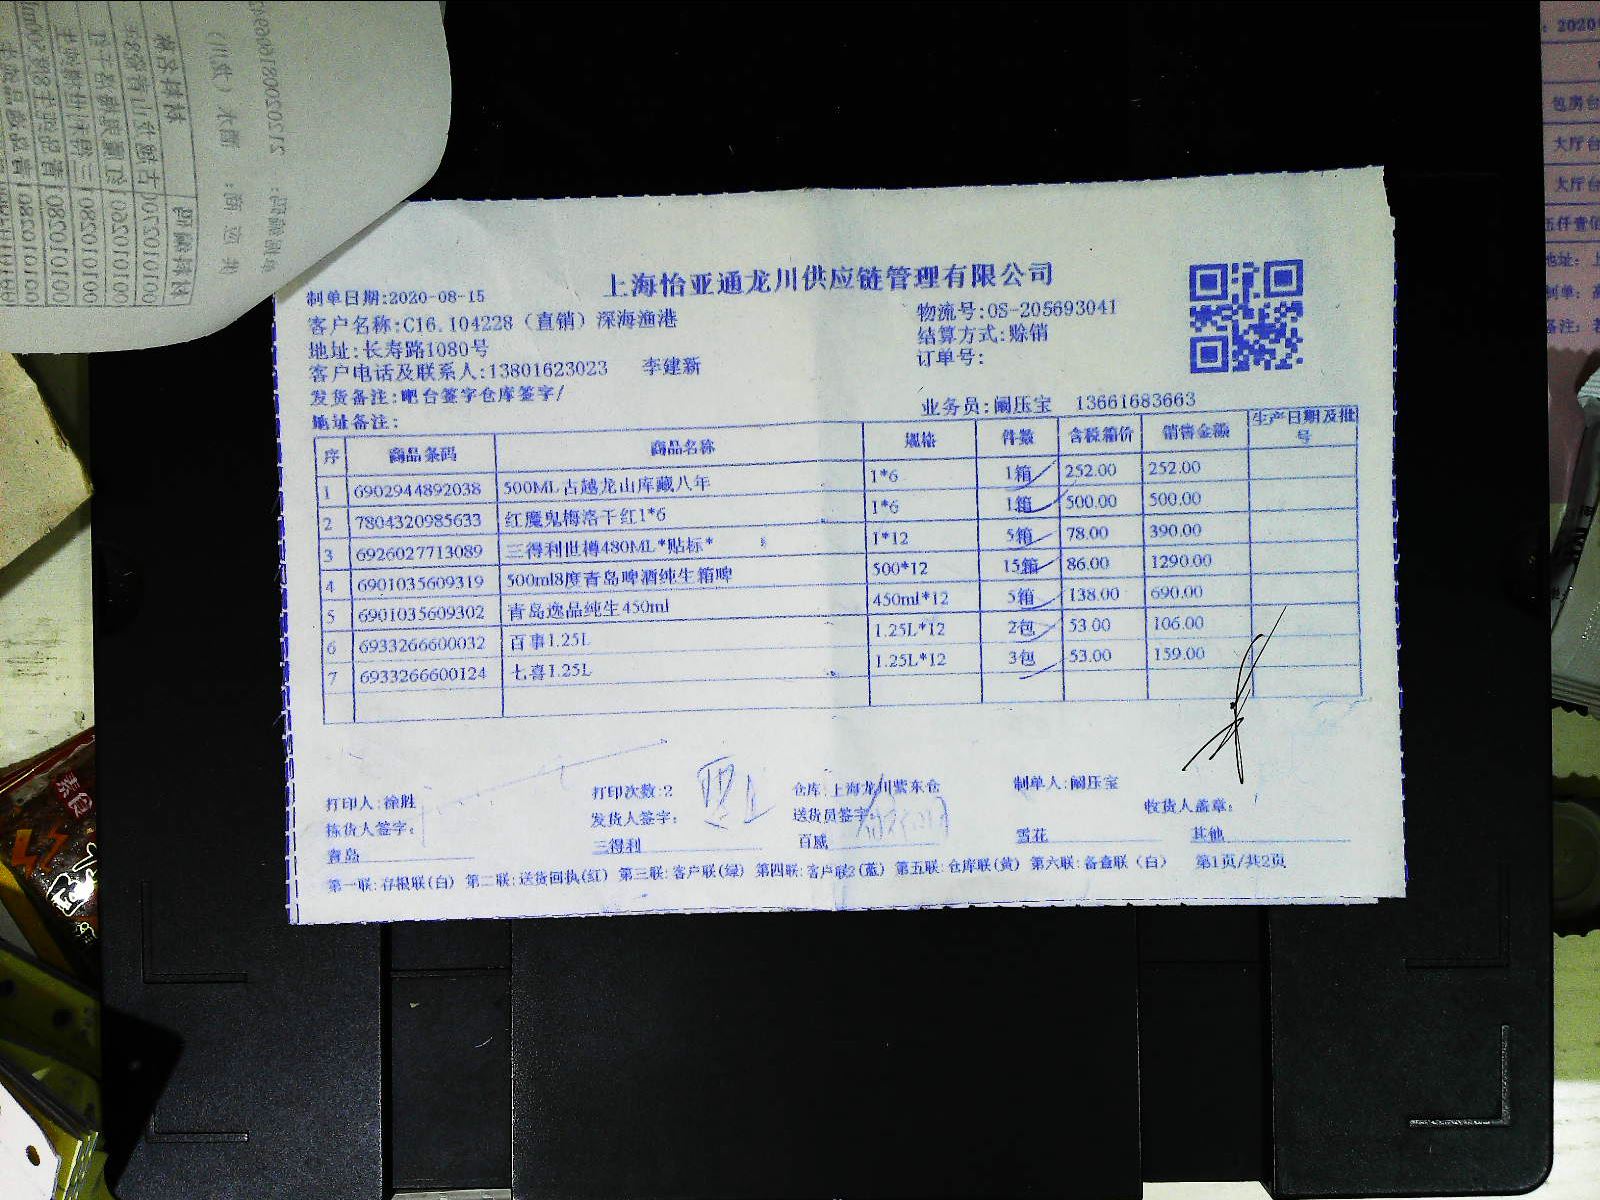 上海怡亚通龙川供应链管理有限公司
制单日期:2020-08-15
物流号:OS-205693041
客户名称:C16.104228（直销）深海渔港
结算方式:赊销
地址:长寿路1080号
订单号:
客户电话及联系人:13801623023 李建新
发货备注:吧台签字仓库签字/
业务员:阚压宝 13661683663
地址备注:
序 商品条码 商品名称 规格 件数 含税箱价 销售金额 生产日期及批号
1 6902944892038 500ML古越龙山库藏八年 1*6 1箱 252.00 252.00
2 7804320985633 红魔鬼梅洛干红1*6 1*6 1箱 500.00 500.00
3 6926027713089 三得利世樽480ML*贴标* 1*12 5箱 78.00 390.00
4 6901035609319 500ml8度青岛啤酒纯生箱啤 500*12 15箱 86.00 1290.00
5 6901035609302 青岛逸品纯生450ml 450ml*12 5箱 138.00 690.00
6 6933266600032 百事1.25L 1.25L*12 2包 53.00 106.00
7 6933266600124 七喜1.25L 1.25L*12 3包 53.00 159.00
打印人:徐胜 打印次数:2 仓库:上海龙川紫东仓 制单人:阚压宝
拣货人签字: 发货人签字: 送货员签字: 收货人盖章:
青岛 三得利 百威 雪花 其他
第一联:存根联(白) 第二联:送货回执(红) 第三联:客户联(绿) 第四联:客户联2(蓝) 第五联:仓库联(黄) 第六联:备查联（白） 第1页/共2页
包房台
大厅台
大厅台
伍仟壹佰
素食